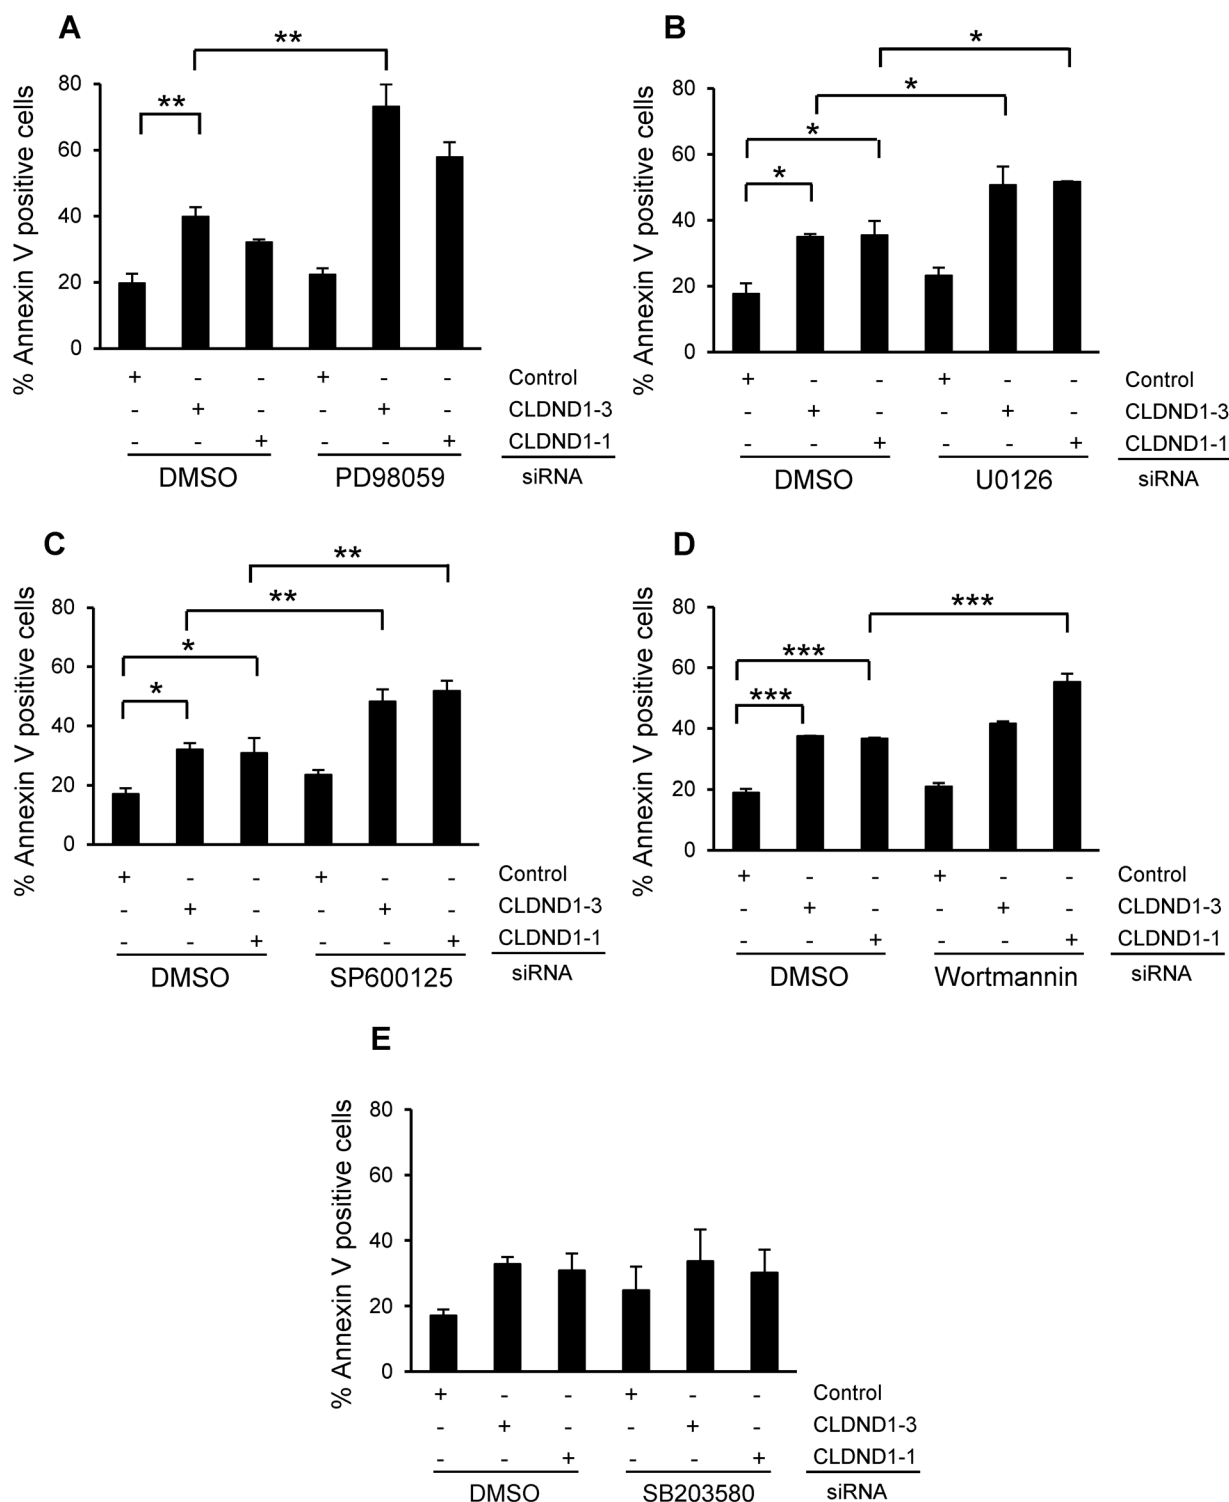 A
**
**
80
60
40
20
0
% Annexin V positive cells
+ - - + - - Control
- + - - + - CLDND1-3
- - + - - + CLDND1-1
DMSO PD98059 siRNA
B
*
*
*
*
80
60
40
20
0
% Annexin V positive cells
+ - - + - - Control
- + - - + - CLDND1-3
- - + - - + CLDND1-1
DMSO U0126 siRNA
C
**
**
*
*
80
60
40
20
0
% Annexin V positive cells
+ - - + - - Control
- + - - + - CLDND1-3
- - + - - + CLDND1-1
DMSO SP600125 siRNA
D
***
***
***
80
60
40
20
0
% Annexin V positive cells
+ - - + - - Control
- + - - + - CLDND1-3
- - + - - + CLDND1-1
DMSO Wortmannin siRNA
E
80
60
40
20
0
% Annexin V positive cells
+ - - + - - Control
- + - - + - CLDND1-3
- - + - - + CLDND1-1
DMSO SB203580 siRNA